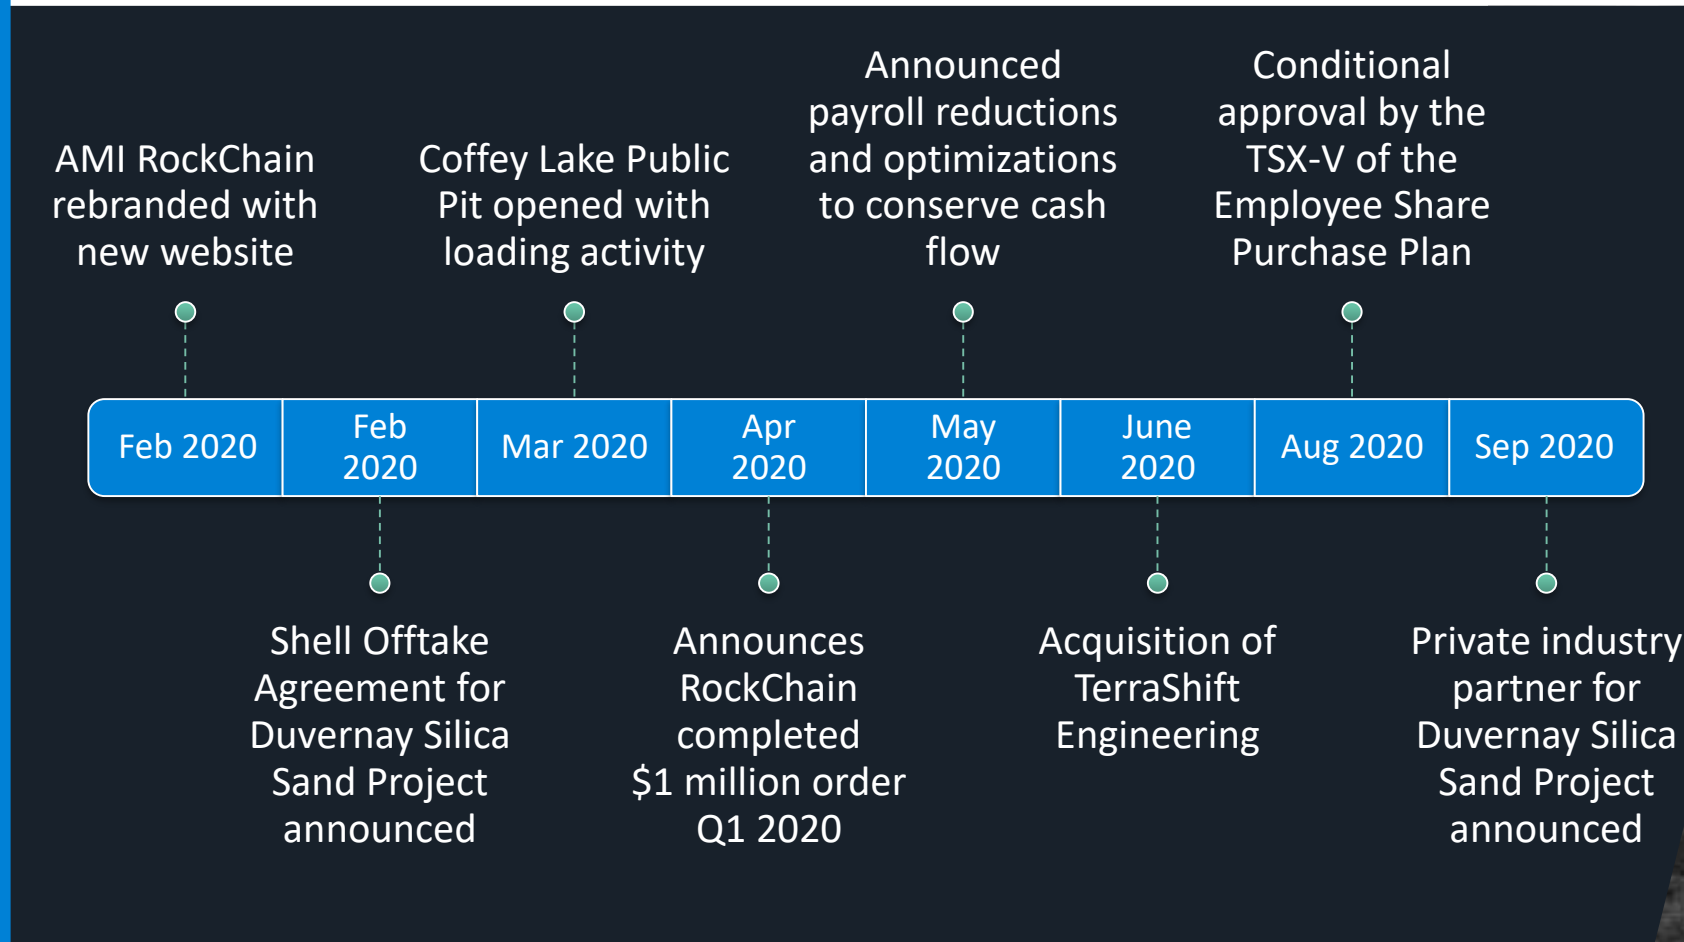 AMI RockChain
rebranded with
new website
Coffey Lake Public
Pit opened with
loading activity
Announced
payroll reductions
and optimizations
to conserve cash
flow
Conditional
approval by the
TSX-V of the
Employee Share
Purchase Plan
Feb 2020
Feb
2020
Mar 2020
Apr
2020
May
2020
June
2020
Aug 2020
Sep 2020
Shell Offtake
Agreement for
Duvernay Silica
Sand Project
announced
Announces
RockChain
completed
$1 million order
Q1 2020
Acquisition of
TerraShift
Engineering
Private industry
partner for
Duvernay Silica
Sand Project
announced